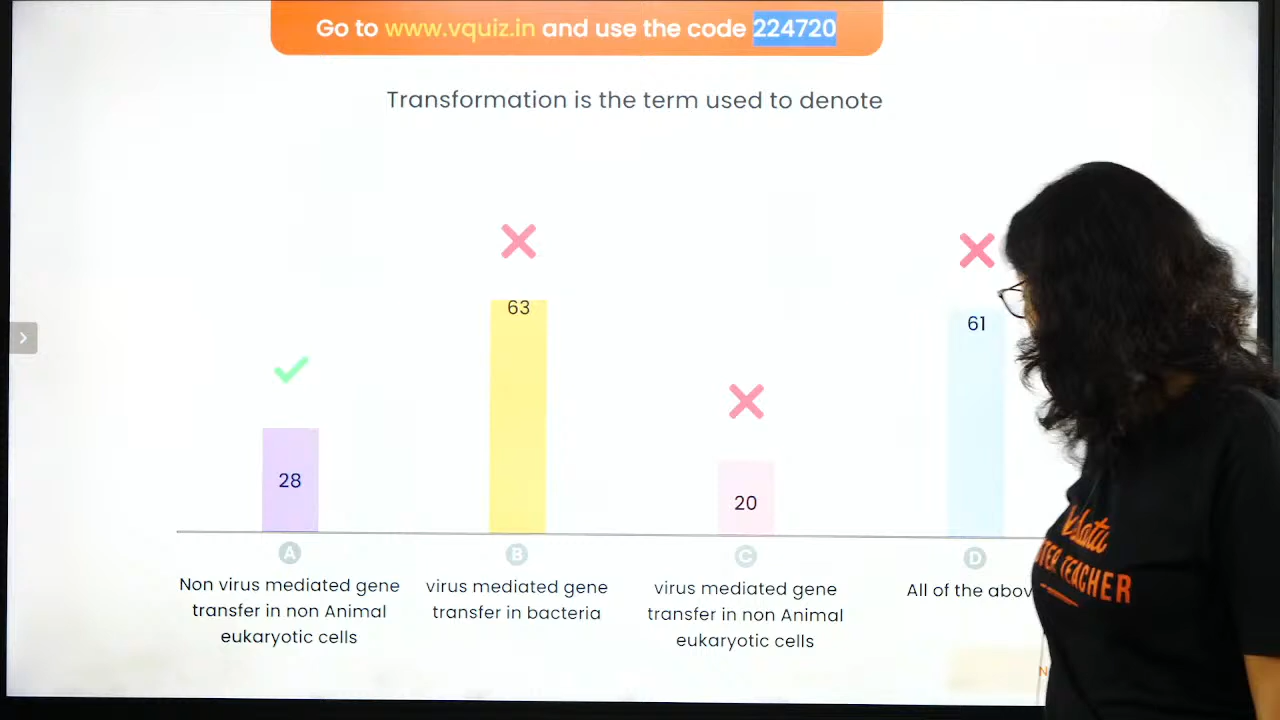 Go to www.vquiz.in and use the code 224720
Transformation is the term used to denote
63
61
28
20
A
B
C
D
Non virus mediated gene
transfer in non Animal
eukaryotic cells
virus mediated gene
transfer in bacteria
virus mediated gene
transfer in non Animal
eukaryotic cells
All of the abov
TEACHER